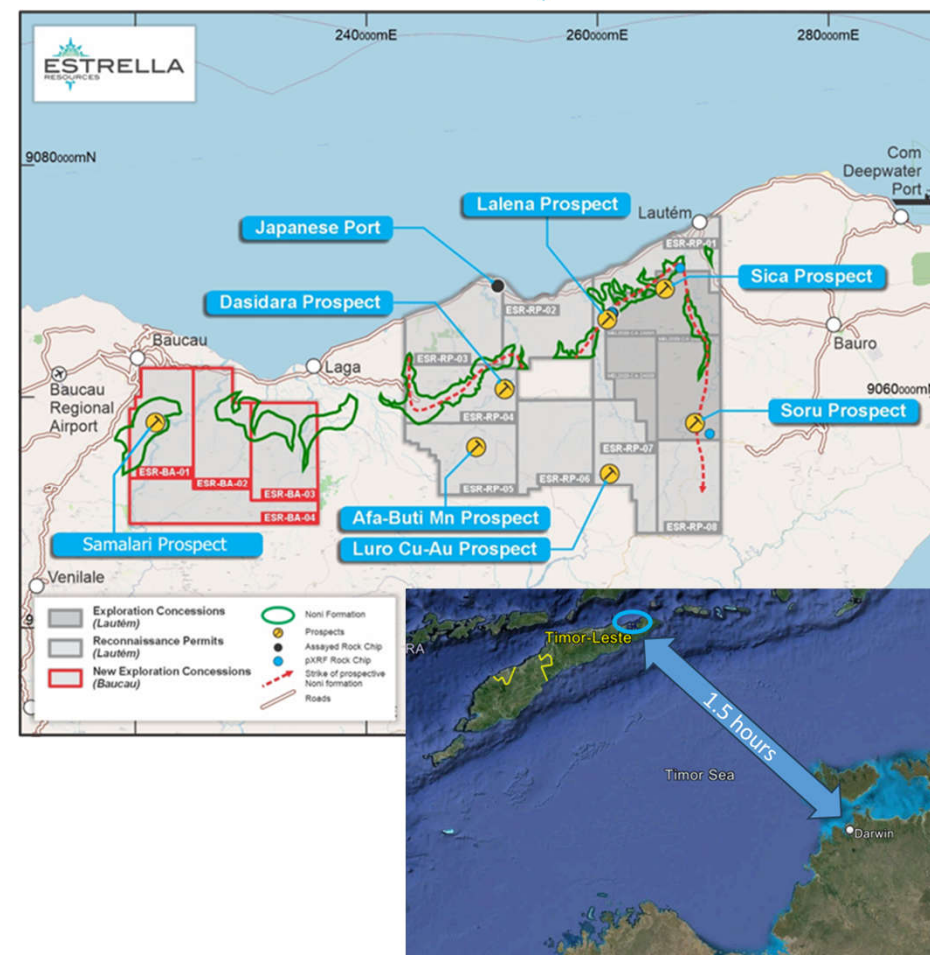 ESTRELLA
RESOURCES
240000mE
260000mE
280000mE
9080000mN
Com
Deepwater
Port
Lalena Prospect
Lautém
Japanese Port
ESR-RP-01
Sica Prospect
Dasidara Prospect
ESR-RP-02
Baucau
ESR-RP-03
Bauro
Laga
Baucau
Regional
Airport
9060000mN
ESR-RP-04
Soru Prospect
ESR-RP-07
ESR-BA-01
ESR-BA-02
ESR-RP-06
ESR-BA-03
ESR-RP-05
ESR-BA-04
Afa-Buti Mn Prospect
ESR-RP-08
Samalari Prospect
Luro Cu-Au Prospect
Venilale
Exploration Concessions
(Lautém)
Reconnaissance Permits
(Lautém)
New Exploration Concessions
(Baucau)
Noni Formation
Prospects
Assayed Rock Chip
pXRF Rock Chip
Strike of prospective
Noni formation
Roads
RA
Timor-Leste
1.5 hours
Timor Sea
Darwin